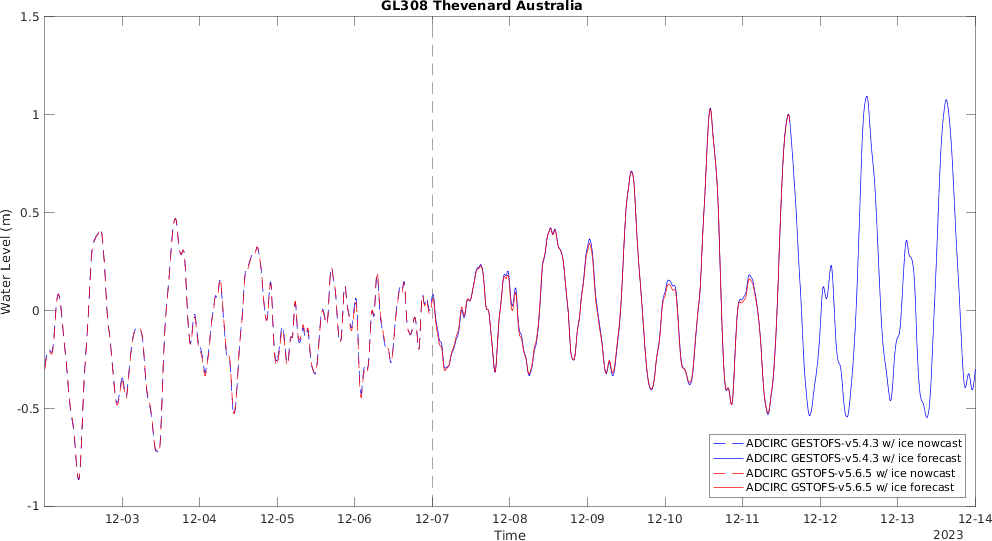 GL308 Thevenard Australia
1.5
1
0.5
0
-0.5
-1
Water Level (m)
12-03 12-04 12-05 12-06 12-07 12-08 12-09 12-10 12-11 12-12 12-13 12-14
Time
2023
ADCIRC GESTOFS-v5.4.3 w/ ice nowcast
ADCIRC GESTOFS-v5.4.3 w/ ice forecast
ADCIRC GSTOFS-v5.6.5 w/ ice nowcast
ADCIRC GSTOFS-v5.6.5 w/ ice forecast